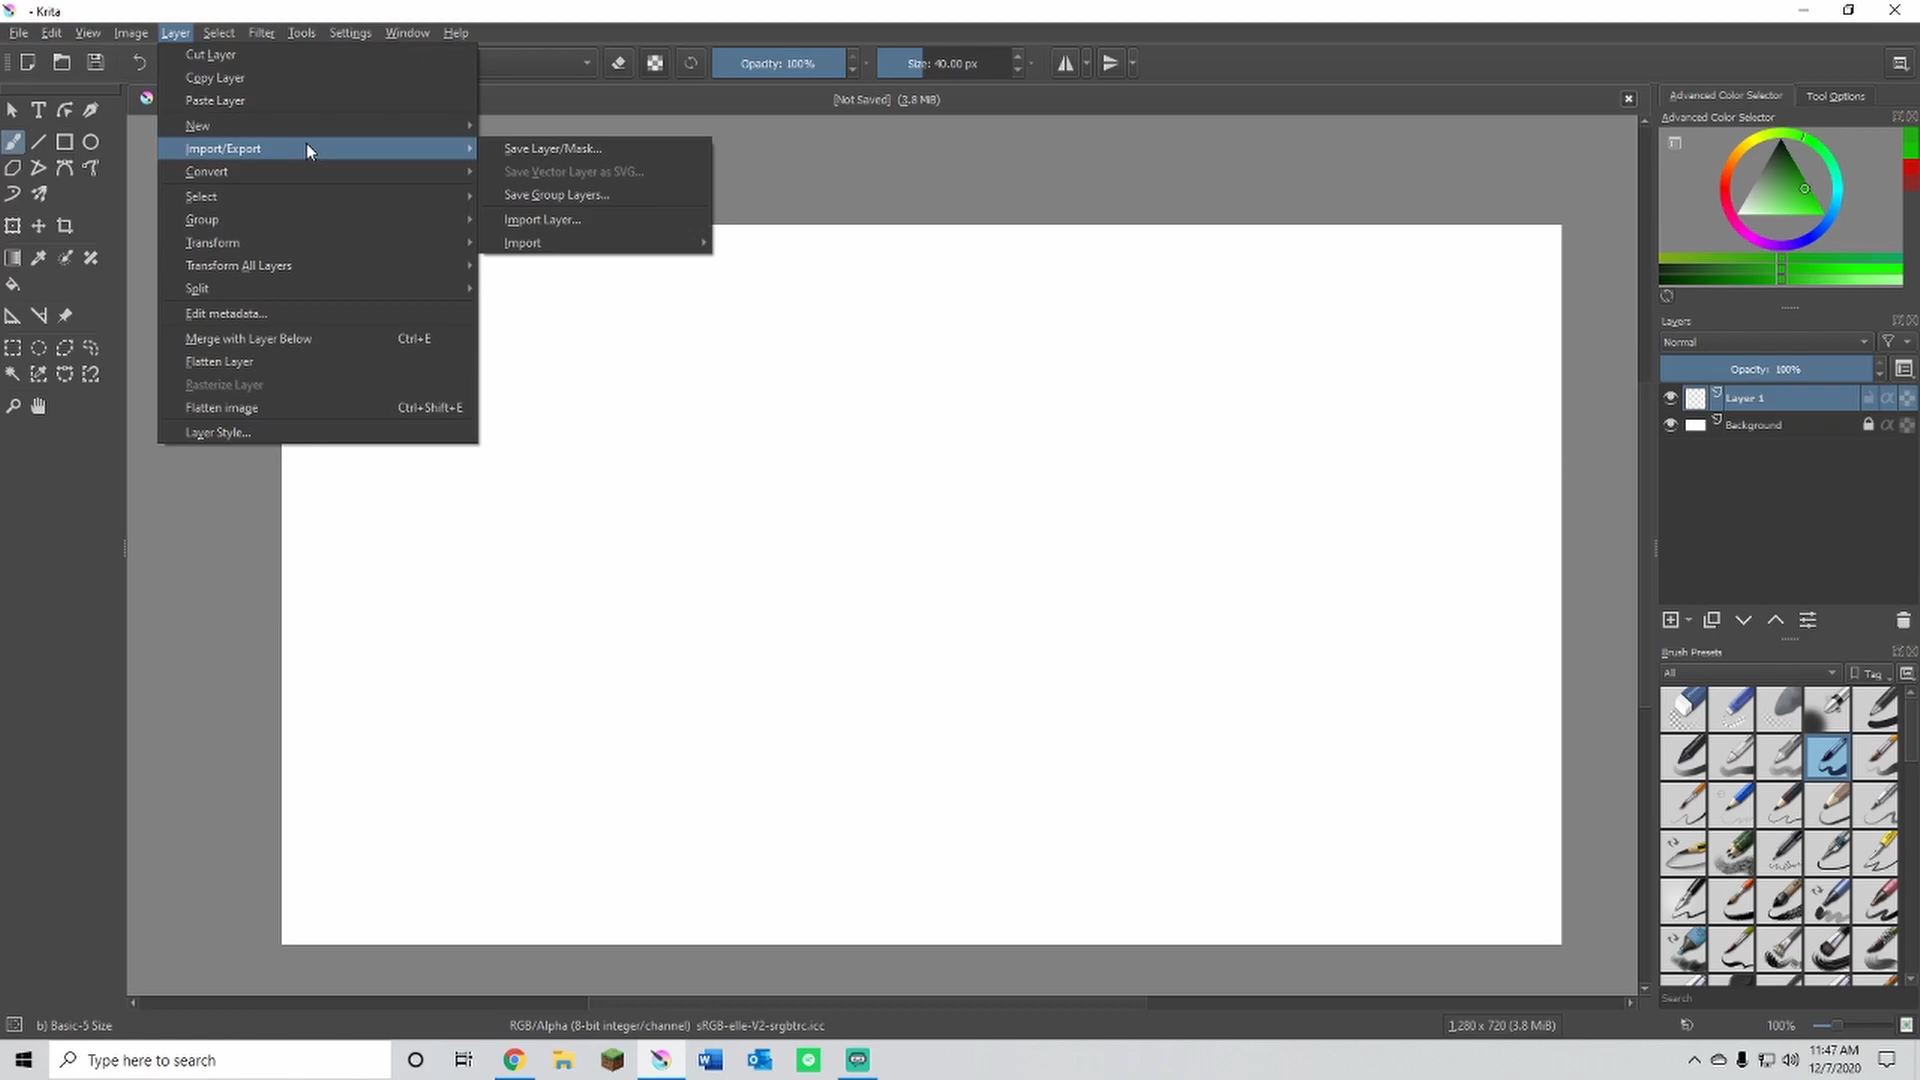 - Krita
File Edit View Image Layer Select Filter Tools Settings Window Help
Opacity: 100%
Size: 40.00 px
[Not Saved] (3.8 MiB)
Cut Layer
Copy Layer
Paste Layer
New
Import/Export
Convert
Select
Group
Transform
Transform All Layers
Split
Edit metadata...
Merge with Layer Below Ctrl+E
Flatten Layer
Rasterize Layer
Flatten image Ctrl+Shift+E
Layer Style...
Save Layer/Mask...
Save Vector Layer as SVG...
Save Group Layers...
Import Layer...
Import
Advanced Color Selector Tool Options
Advanced Color Selector
Layers
Normal
Opacity: 100%
Layer 1
Background
Brush Presets
All
Tag
Search
b) Basic-5 Size
RGB/Alpha (8-bit integer/channel) sRGB-elle-V2-srgbtrc.icc
1,280 x 720 (3.8 MiB)
100%
Type here to search
11:47 AM
12/7/2020